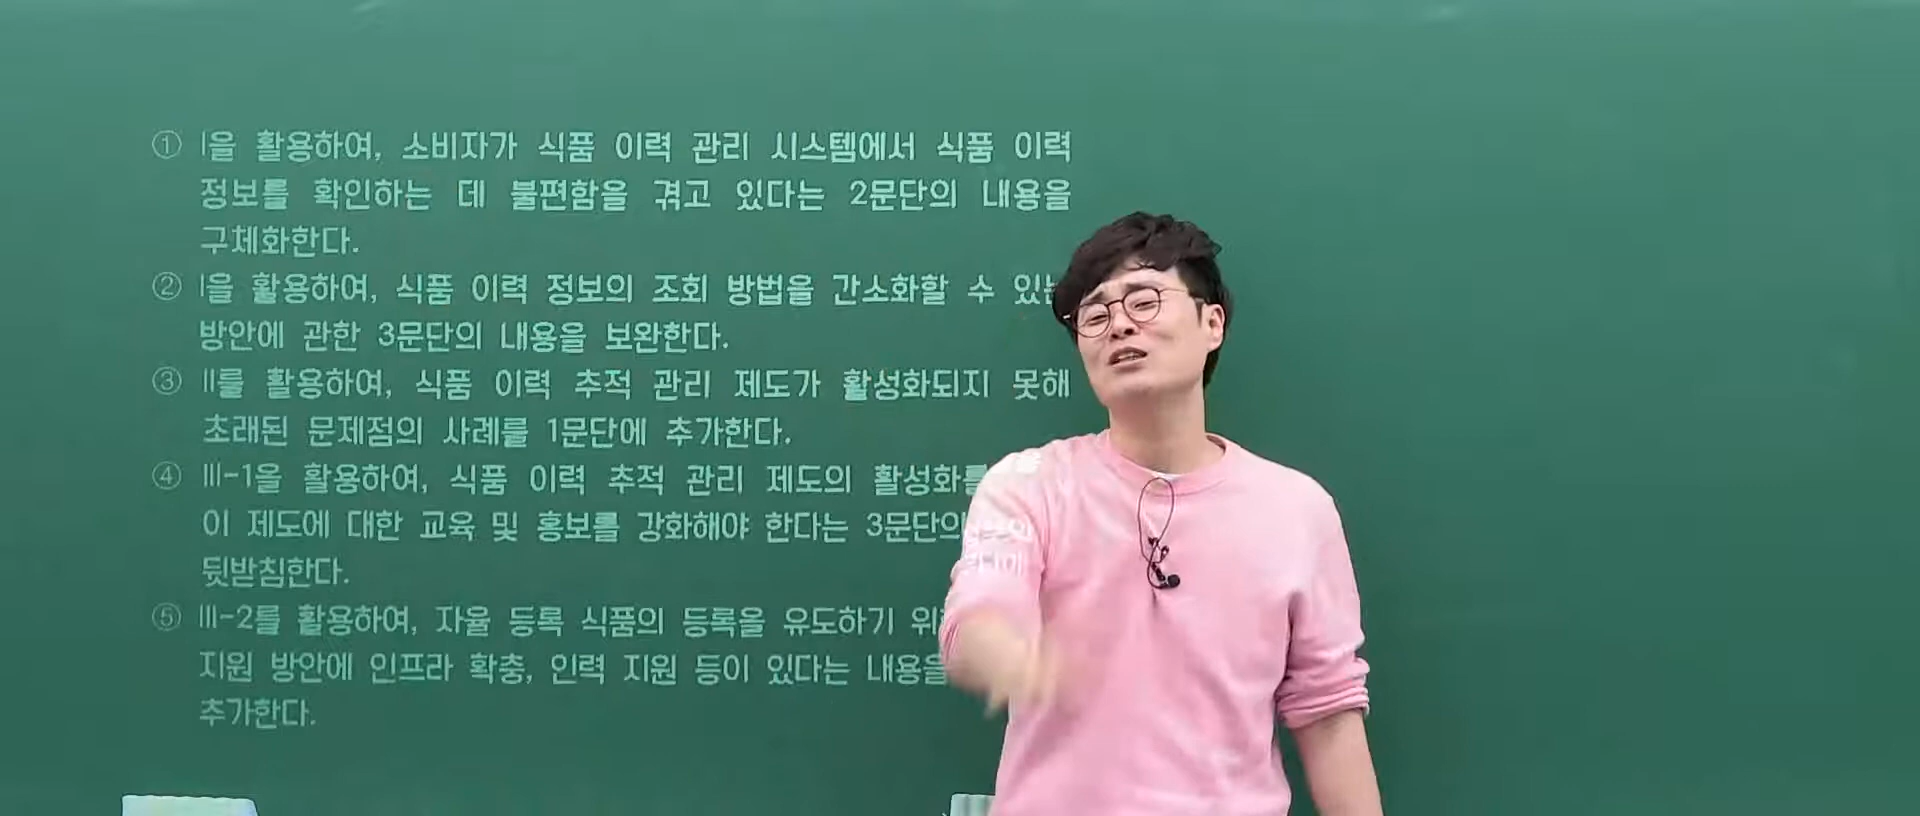 ① Ⅰ을 활용하여, 소비자가 식품 이력 관리 시스템에서 식품 이력
정보를 확인하는 데 불편함을 겪고 있다는 2문단의 내용을
구체화한다.
② Ⅰ을 활용하여, 식품 이력 정보의 조회 방법을 간소화할 수 있는
방안에 관한 3문단의 내용을 보완한다.
③ Ⅱ를 활용하여, 식품 이력 추적 관리 제도가 활성화되지 못해
초래된 문제점의 사례를 1문단에 추가한다.
④ Ⅲ-1을 활용하여, 식품 이력 추적 관리 제도의 활성화를
이 제도에 대한 교육 및 홍보를 강화해야 한다는 3문단의
뒷받침한다.
⑤ Ⅲ-2를 활용하여, 자율 등록 식품의 등록을 유도하기
지원 방안에 인프라 확충, 인력 지원 등이 있다는 내용을
추가한다.